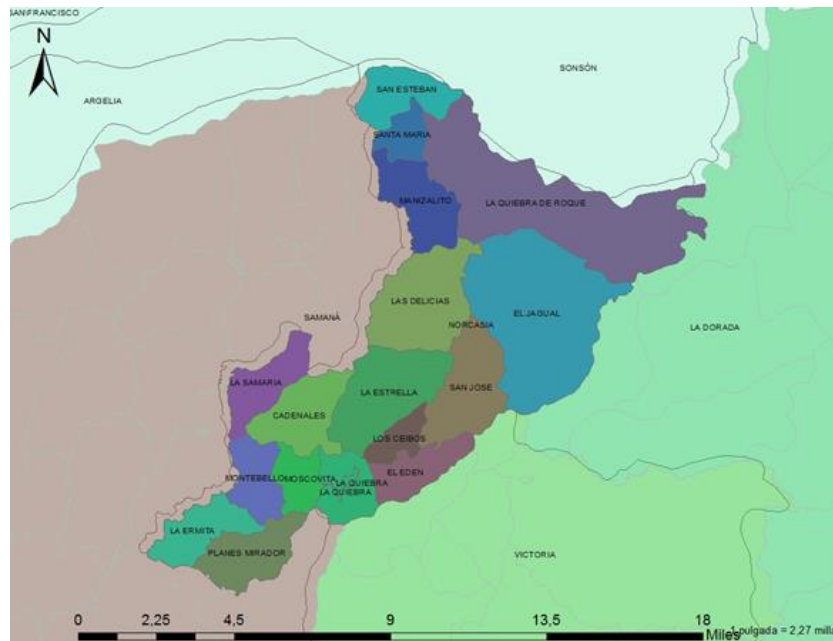 SAN FRANCISCO
N
SONSÓN
SAN ESTEBAN
ARGELIA
SANTA MARIA
MANIZALITO
LA QUIEBRA DE ROQUE
LAS DELICIAS
SAMANÁ
NORCASIA
EL JAGUAL
LA DORADA
LA SAMARIA
LA ESTRELLA
SAN JOSE
CADENALES
LOS CEIBOS
EL EDEN
MONTEBELLO
MOSCOVITA
LA QUIEBRA
LA QUIEBRA
LA ERMITA
PLANES MIRADOR
VICTORIA
0 2,25 4,5 9 13,5 18
Miles
1 pulgada = 2,27 mill